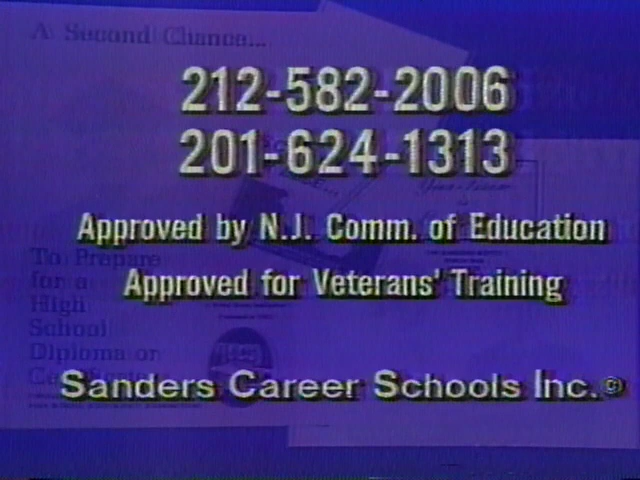 A Second Chance...
212-582-2006
201-624-1313
Approved by N.J. Comm. of Education
Approved for Veterans' Training
To Prepare
for a
High
School
Diploma or
Sanders Career Schools Inc.©